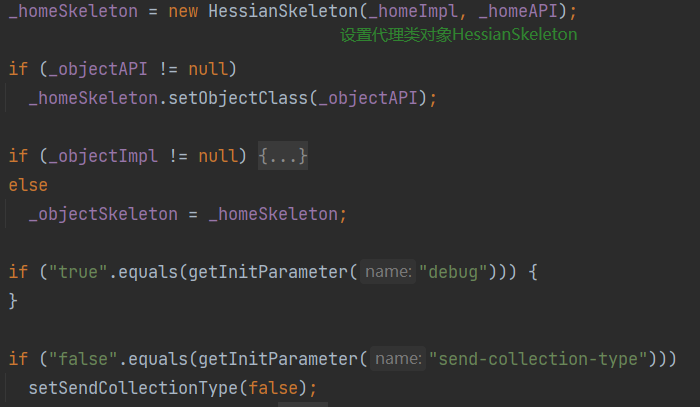 _homeSkeleton = new HessianSkeleton(_homeImpl, _homeAPI);
设置代理类对象HessianSkeleton
if (_objectAPI != null)
_homeSkeleton.setObjectClass(_objectAPI);
if (_objectImpl != null) {...}
else
_objectSkeleton = _homeSkeleton;
if ("true".equals(getInitParameter( name: "debug"))) {
}
if ("false".equals(getInitParameter( name: "send-collection-type")))
setSendCollectionType(false);